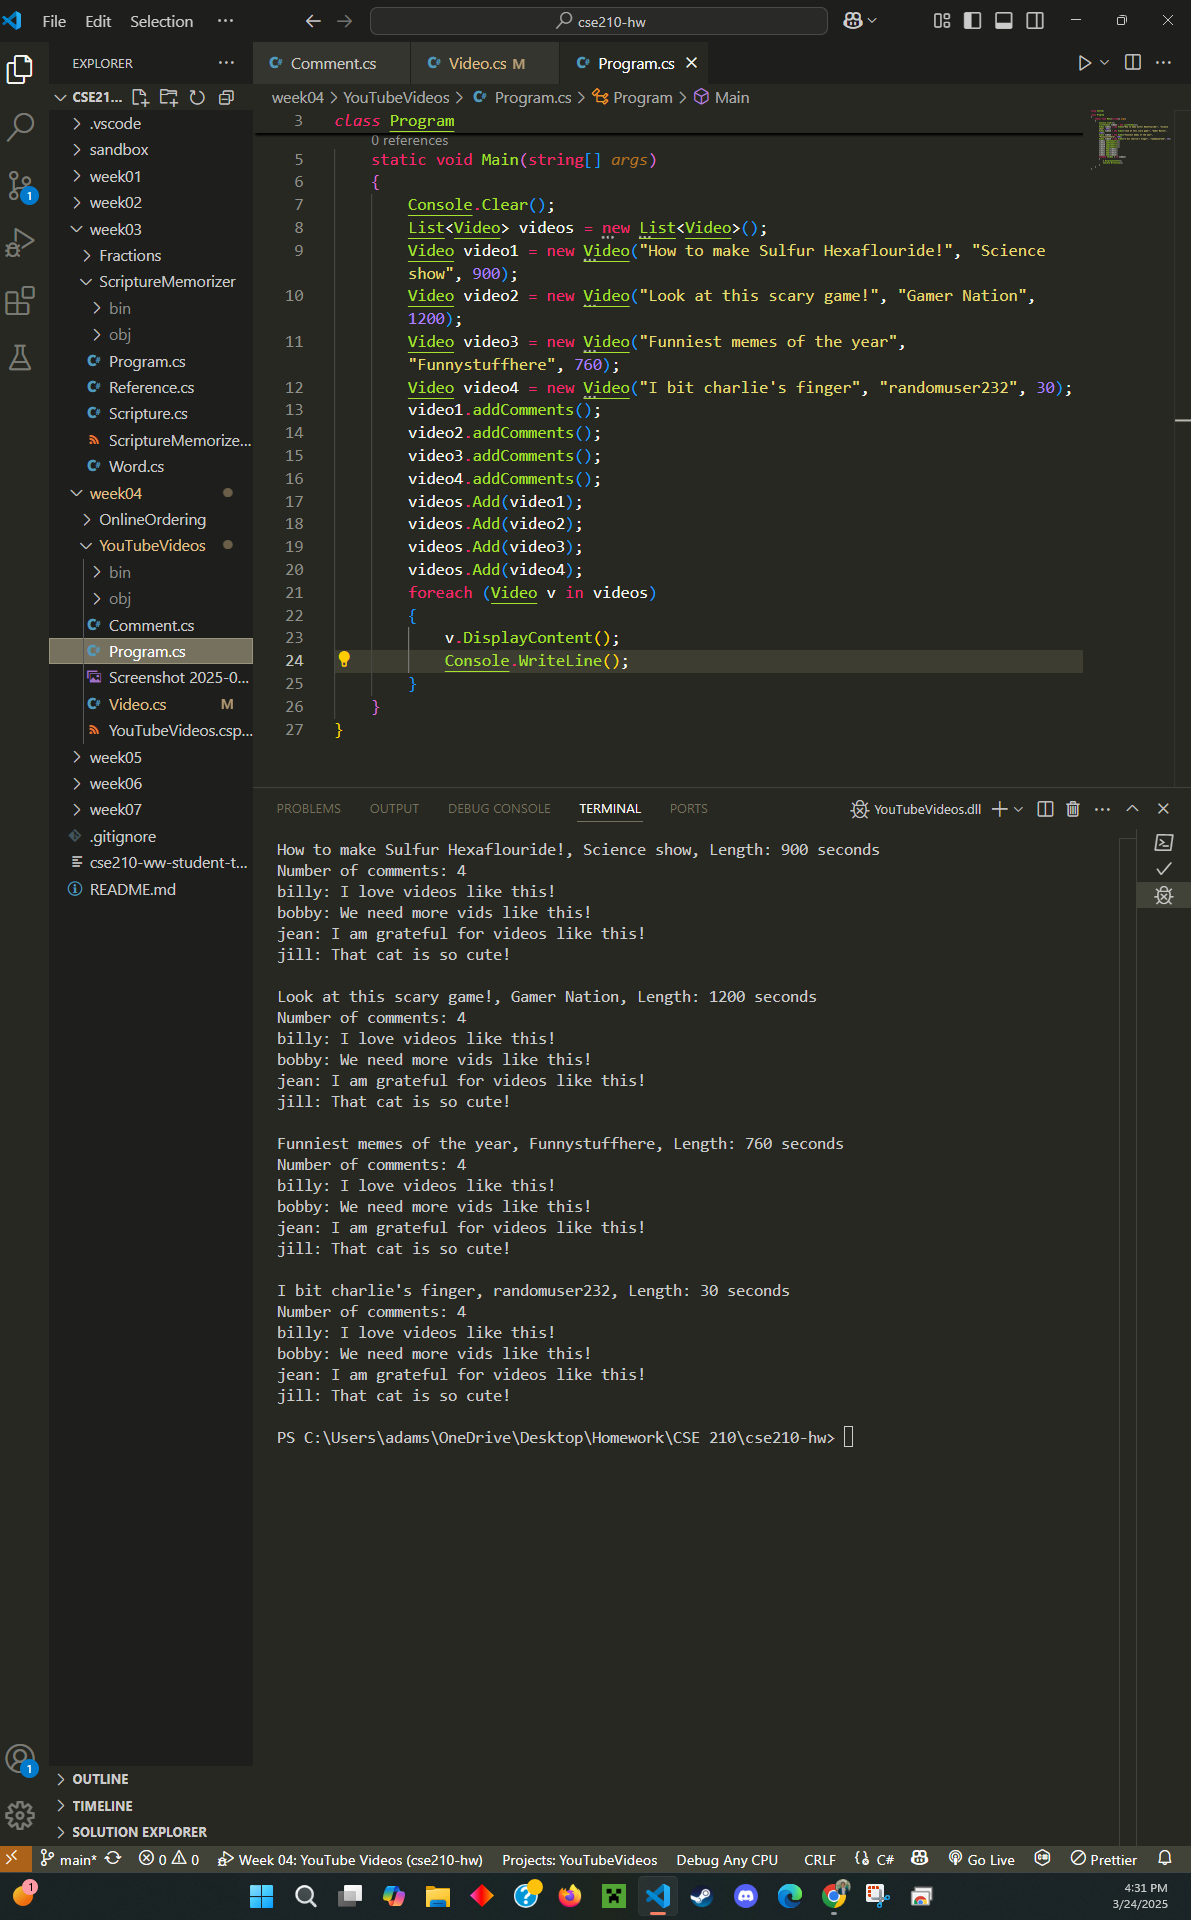 File Edit Selection ···
cse210-hw
EXPLORER ···
CSE21...
.vscode
sandbox
week01
week02
week03
Fractions
ScriptureMemorizer
bin
obj
Program.cs
Reference.cs
Scripture.cs
ScriptureMemorize...
Word.cs
week04
OnlineOrdering
YouTubeVideos
bin
obj
Comment.cs
Program.cs
Screenshot 2025-0...
Video.cs M
YouTubeVideos.csp...
week05
week06
week07
.gitignore
cse210-ww-student-t...
README.md
OUTLINE
TIMELINE
SOLUTION EXPLORER
Comment.cs Video.cs M Program.cs
week04 > YouTubeVideos > Program.cs > Program > Main
3 class Program
0 references
5 static void Main(string[] args)
6 {
7 Console.Clear();
8 List<Video> videos = new List<Video>();
9 Video video1 = new Video("How to make Sulfur Hexaflouride!", "Science
show", 900);
10 Video video2 = new Video("Look at this scary game!", "Gamer Nation",
1200);
11 Video video3 = new Video("Funniest memes of the year",
"Funnystuffhere", 760);
12 Video video4 = new Video("I bit charlie's finger", "randomuser232", 30);
13 video1.addComments();
14 video2.addComments();
15 video3.addComments();
16 video4.addComments();
17 videos.Add(video1);
18 videos.Add(video2);
19 videos.Add(video3);
20 videos.Add(video4);
21 foreach (Video v in videos)
22 {
23 v.DisplayContent();
24 Console.WriteLine();
25 }
26 }
27 }
PROBLEMS OUTPUT DEBUG CONSOLE TERMINAL PORTS YouTubeVideos.dll
How to make Sulfur Hexaflouride!, Science show, Length: 900 seconds
Number of comments: 4
billy: I love videos like this!
bobby: We need more vids like this!
jean: I am grateful for videos like this!
jill: That cat is so cute!
Look at this scary game!, Gamer Nation, Length: 1200 seconds
Number of comments: 4
billy: I love videos like this!
bobby: We need more vids like this!
jean: I am grateful for videos like this!
jill: That cat is so cute!
Funniest memes of the year, Funnystuffhere, Length: 760 seconds
Number of comments: 4
billy: I love videos like this!
bobby: We need more vids like this!
jean: I am grateful for videos like this!
jill: That cat is so cute!
I bit charlie's finger, randomuser232, Length: 30 seconds
Number of comments: 4
billy: I love videos like this!
bobby: We need more vids like this!
jean: I am grateful for videos like this!
jill: That cat is so cute!
PS C:\Users\adams\OneDrive\Desktop\Homework\CSE 210\cse210-hw>
1
1
main* 0 0 Week 04: YouTube Videos (cse210-hw) Projects: YouTubeVideos Debug Any CPU CRLF C# Go Live Prettier
1
4:31 PM
3/24/2025